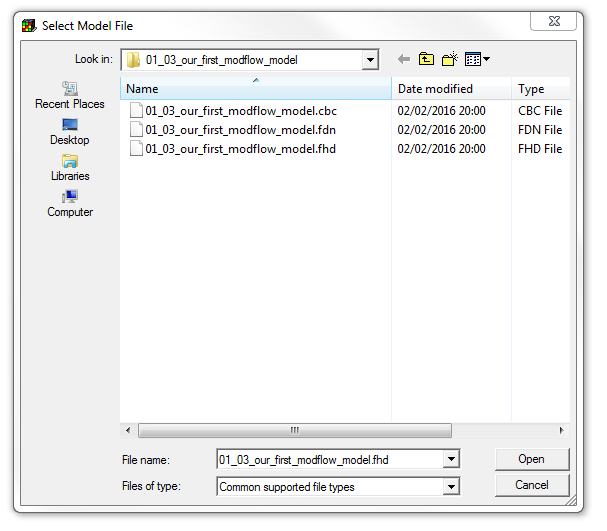 Select Model File
Look in: 01_03_our_first_modflow_model
Recent Places
Desktop
Libraries
Computer
Name Date modified Type
01_03_our_first_modflow_model.cbc 02/02/2016 20:00 CBC File
01_03_our_first_modflow_model.fdn 02/02/2016 20:00 FDN File
01_03_our_first_modflow_model.fhd 02/02/2016 20:00 FHD File
File name: 01_03_our_first_modflow_model.fhd Open
Files of type: Common supported file types Cancel